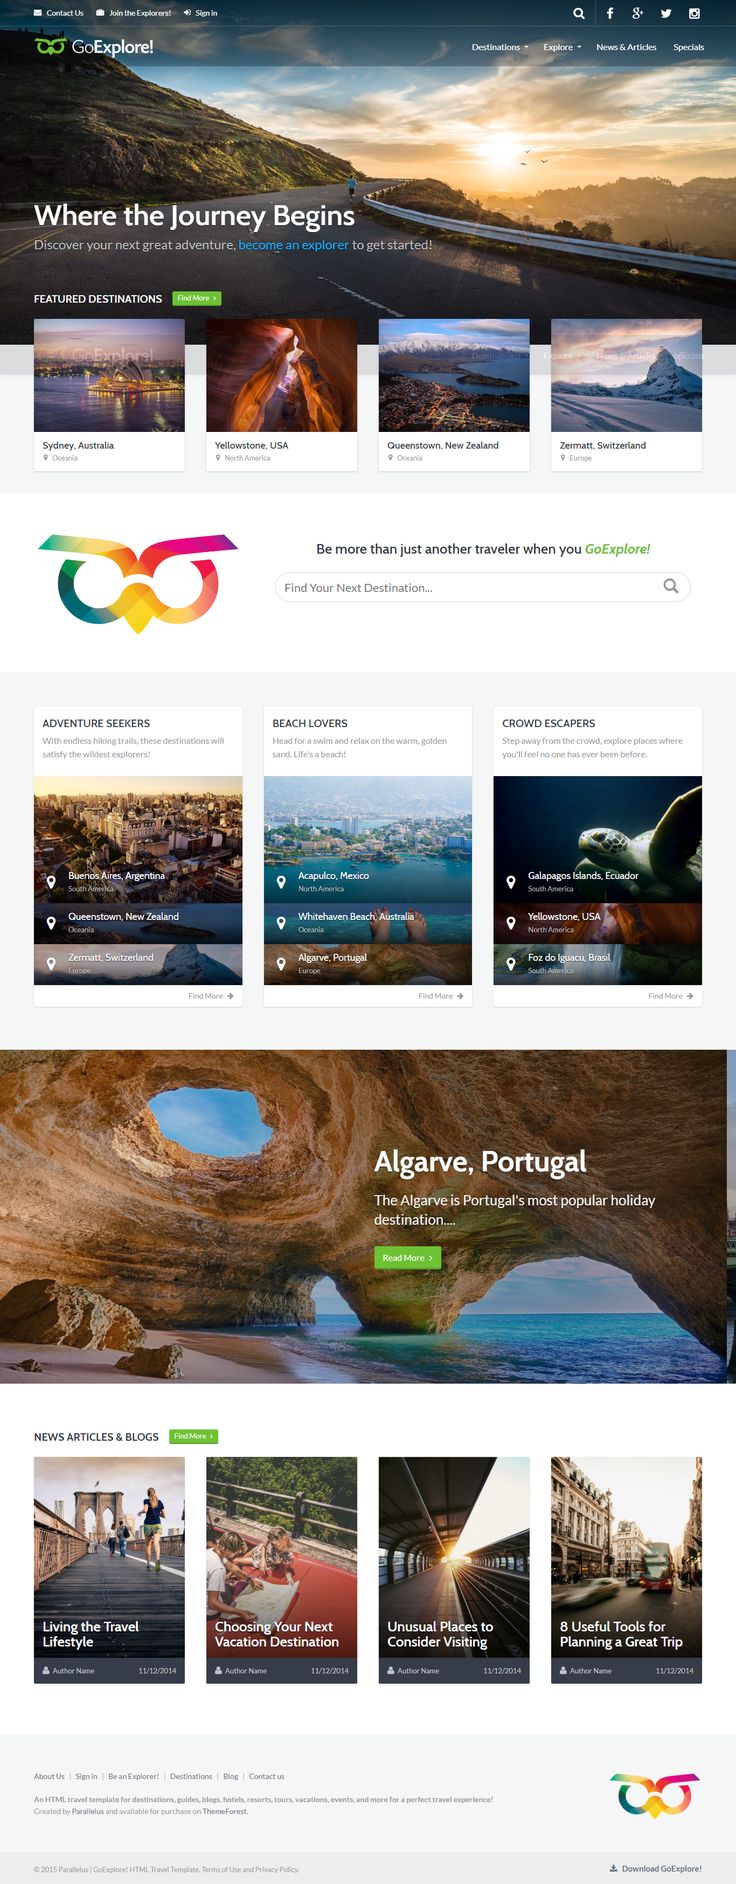 Contact Us Join the Explorers! Sign in
GoExplore!
Destinations Explore News & Articles Specials
Where the Journey Begins
Discover your next great adventure, become an explorer to get started!
FEATURED DESTINATIONS Find More
GoExplore!
Destinations Explore News & Articles Specials
Sydney, Australia
Oceania
Yellowstone, USA
North America
Queenstown, New Zealand
Oceania
Zermatt, Switzerland
Europe
Be more than just another traveler when you GoExplore!
Find Your Next Destination...
ADVENTURE SEEKERS
With endless hiking trails, these destinations will
satisfy the wildest explorers!
Buenos Aires, Argentina
South America
Queenstown, New Zealand
Oceania
Zermatt, Switzerland
Europe
Find More
BEACH LOVERS
Head for a swim and relax on the warm, golden
sand. Life's a beach!
Acapulco, Mexico
North America
Whitehaven Beach, Australia
Oceania
Algarve, Portugal
Europe
Find More
CROWD ESCAPERS
Step away from the crowd, explore places where
you'll feel no one has ever been before.
Galapagos Islands, Ecuador
South America
Yellowstone, USA
North America
Foz do Iguacu, Brasil
South America
Find More
Algarve, Portugal
The Algarve is Portugal's most popular holiday
destination....
Read More
NEWS ARTICLES & BLOGS Find More
Living the Travel
Lifestyle
Author Name 11/12/2014
Choosing Your Next
Vacation Destination
Author Name 11/12/2014
Unusual Places to
Consider Visiting
Author Name 11/12/2014
8 Useful Tools for
Planning a Great Trip
Author Name 11/12/2014
About Us | Sign in | Be an Explorer! | Destinations | Blog | Contact us
An HTML travel template for destinations, guides, blogs, hotels, resorts, tours, vacations, events, and more for a perfect travel experience!
Created by Parallelus and available for purchase on ThemeForest.
© 2015 Parallelus | GoExplore! HTML Travel Template. Terms of Use and Privacy Policy.
Download GoExplore!